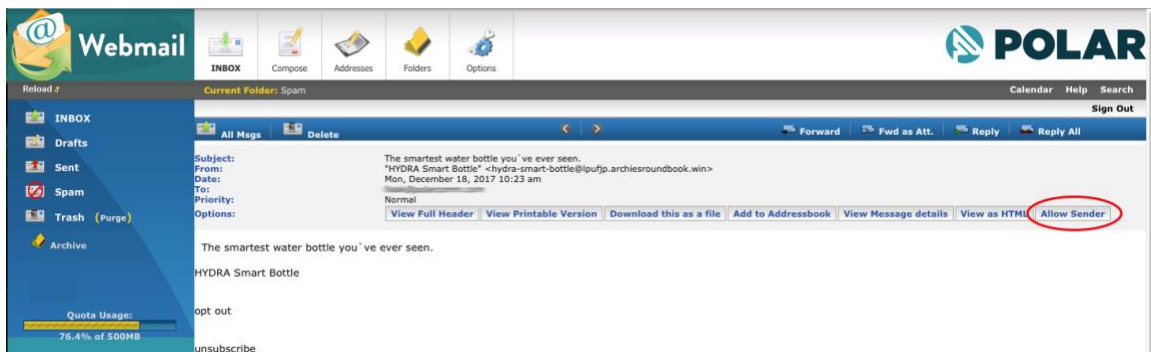 Webmail
INBOX Compose Addresses Folders Options
POLAR
Reload
Current Folder: Spam
Calendar Help Search
Sign Out
INBOX
Drafts
Sent
Spam
Trash (Purge)
Archive
Quota Usage:
76.4% of 500MB
All Msgs Delete
Forward Fwd as Att. Reply Reply All
Subject: The smartest water bottle you`ve ever seen.
From: "HYDRA Smart Bottle" <hydra-smart-bottle@lpufjp.archiesroundbook.win>
Date: Mon, December 18, 2017 10:23 am
To:
Priority: Normal
Options: View Full Header View Printable Version Download this as a file Add to Addressbook View Message details View as HTML Allow Sender
The smartest water bottle you`ve ever seen.
HYDRA Smart Bottle
opt out
unsubscribe